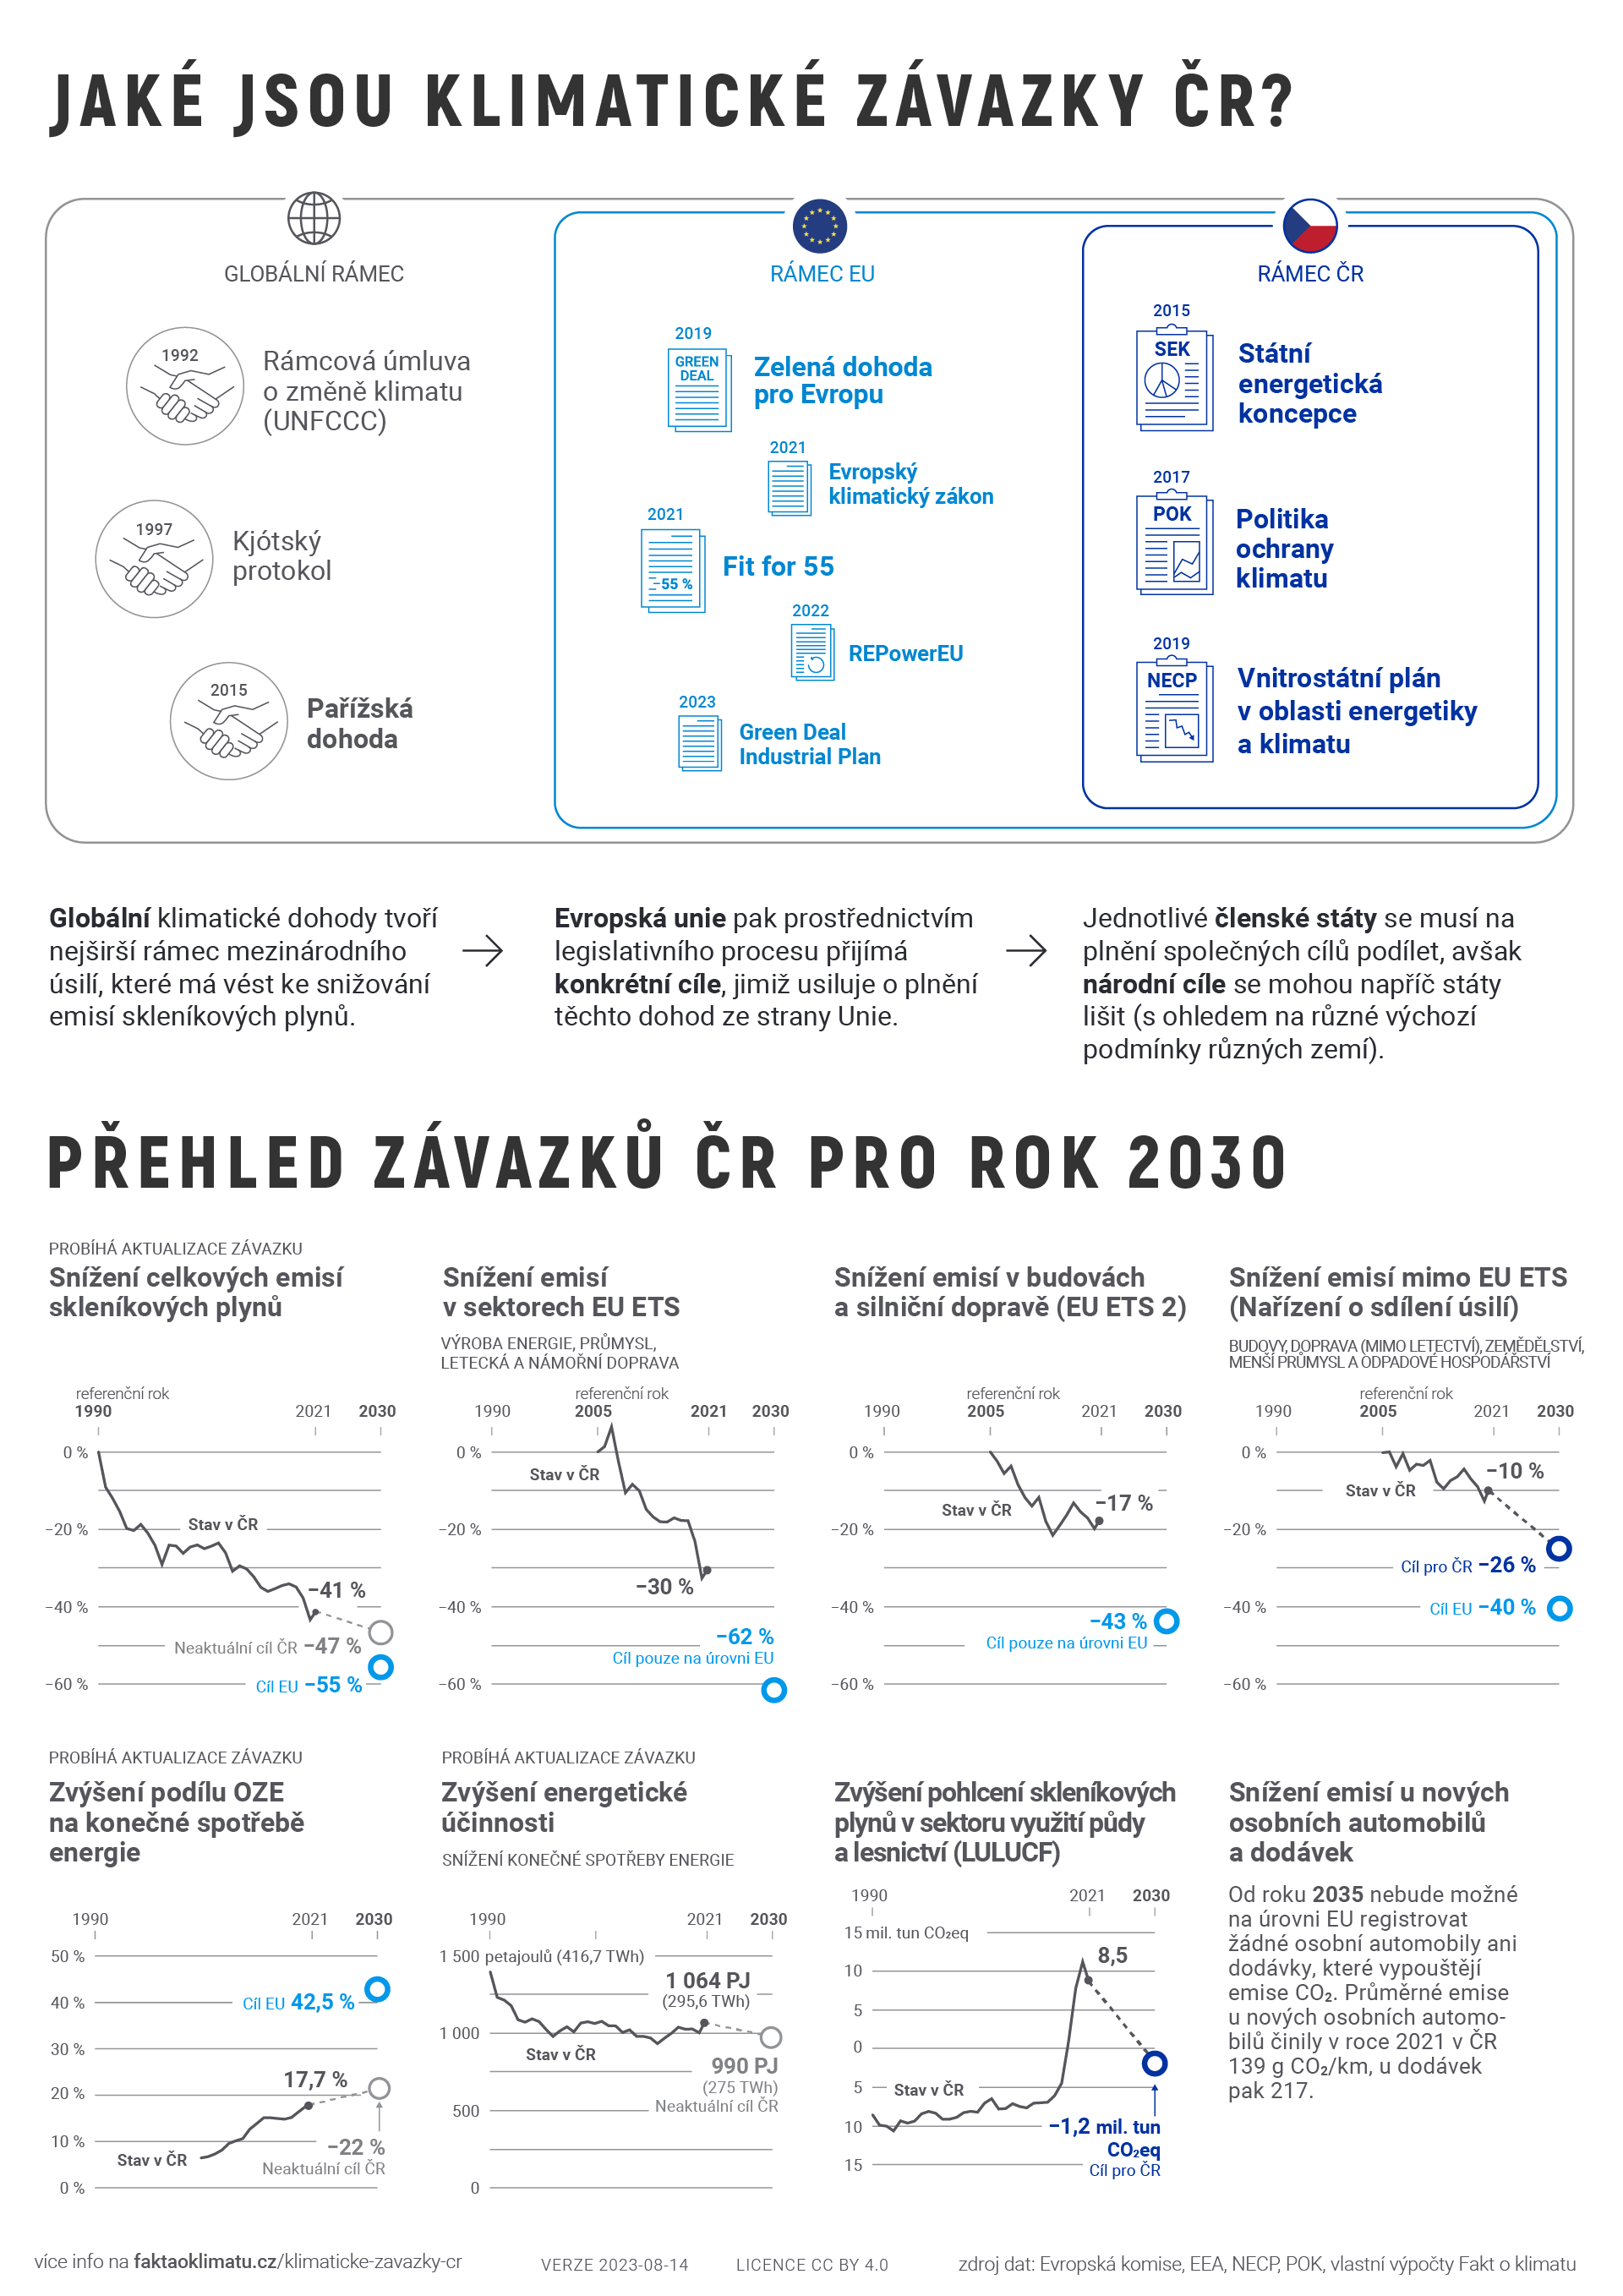 JAKÉ JSOU KLIMATICKÉ ZÁVAZKY ČR?
GLOBÁLNÍ RÁMEC
1992
Rámcová úmluva
o změně klimatu
(UNFCCC)
1997
Kjótský
protokol
2015
Pařížská
dohoda
RÁMEC EU
2019
GREEN
DEAL
Zelená dohoda
pro Evropu
2021
Evropský
klimatický zákon
2021
−55 %
Fit for 55
2022
REPowerEU
2023
Green Deal
Industrial Plan
RÁMEC ČR
2015
SEK
Státní
energetická
koncepce
2017
POK
Politika
ochrany
klimatu
2019
NECP
Vnitrostátní plán
v oblasti energetiky
a klimatu
Globální klimatické dohody tvoří
nejširší rámec mezinárodního
úsilí, které má vést ke snižování
emisí skleníkových plynů.
Evropská unie pak prostřednictvím
legislativního procesu přijímá
konkrétní cíle, jimiž usiluje o plnění
těchto dohod ze strany Unie.
Jednotlivé členské státy se musí na
plnění společných cílů podílet, avšak
národní cíle se mohou napříč státy
lišit (s ohledem na různé výchozí
podmínky různých zemí).
PŘEHLED ZÁVAZKŮ ČR PRO ROK 2030
PROBÍHÁ AKTUALIZACE ZÁVAZKU
Snížení celkových emisí
skleníkových plynů
referenční rok
1990 2021 2030
0 %
−20 %
−40 %
−60 %
Stav v ČR
−41 %
Neaktuální cíl ČR −47 %
Cíl EU −55 %
Snížení emisí
v sektorech EU ETS
VÝROBA ENERGIE, PRŮMYSL,
LETECKÁ A NÁMOŘNÍ DOPRAVA
referenční rok
1990 2005 2021 2030
0 %
−20 %
−40 %
−60 %
Stav v ČR
−30 %
−62 %
Cíl pouze na úrovni EU
Snížení emisí v budovách
a silniční dopravě (EU ETS 2)
referenční rok
1990 2005 2021 2030
0 %
−20 %
−40 %
−60 %
Stav v ČR
−17 %
−43 %
Cíl pouze na úrovni EU
Snížení emisí mimo EU ETS
(Nařízení o sdílení úsilí)
BUDOVY, DOPRAVA (MIMO LETECTVÍ), ZEMĚDĚLSTVÍ,
MENŠÍ PRŮMYSL A ODPADOVÉ HOSPODÁŘSTVÍ
referenční rok
1990 2005 2021 2030
0 %
−20 %
−40 %
−60 %
Stav v ČR
−10 %
Cíl pro ČR −26 %
Cíl EU −40 %
PROBÍHÁ AKTUALIZACE ZÁVAZKU
Zvýšení podílu OZE
na konečné spotřebě
energie
1990 2021 2030
50 %
40 %
30 %
20 %
10 %
0 %
Cíl EU 42,5 %
17,7 %
Stav v ČR
−22 %
Neaktuální cíl ČR
PROBÍHÁ AKTUALIZACE ZÁVAZKU
Zvýšení energetické
účinnosti
SNÍŽENÍ KONEČNÉ SPOTŘEBY ENERGIE
1990 2021 2030
1 500 petajoulů (416,7 TWh)
1 000
500
0
1 064 PJ
(295,6 TWh)
Stav v ČR
990 PJ
(275 TWh)
Neaktuální cíl ČR
Zvýšení pohlcení skleníkových
plynů v sektoru využití půdy
a lesnictví (LULUCF)
1990 2021 2030
15 mil. tun CO₂eq
10
5
0
5
10
15
8,5
Stav v ČR
−1,2 mil. tun
CO₂eq
Cíl pro ČR
Snížení emisí u nových
osobních automobilů
a dodávek
Od roku 2035 nebude možné
na úrovni EU registrovat
žádné osobní automobily ani
dodávky, které vypouštějí
emise CO₂. Průměrné emise
u nových osobních automo-
bilů činily v roce 2021 v ČR
139 g CO₂/km, u dodávek
pak 217.
více info na faktaoklimatu.cz/klimaticke-zavazky-cr
VERZE 2023-08-14
LICENCE CC BY 4.0
zdroj dat: Evropská komise, EEA, NECP, POK, vlastní výpočty Fakt o klimatu